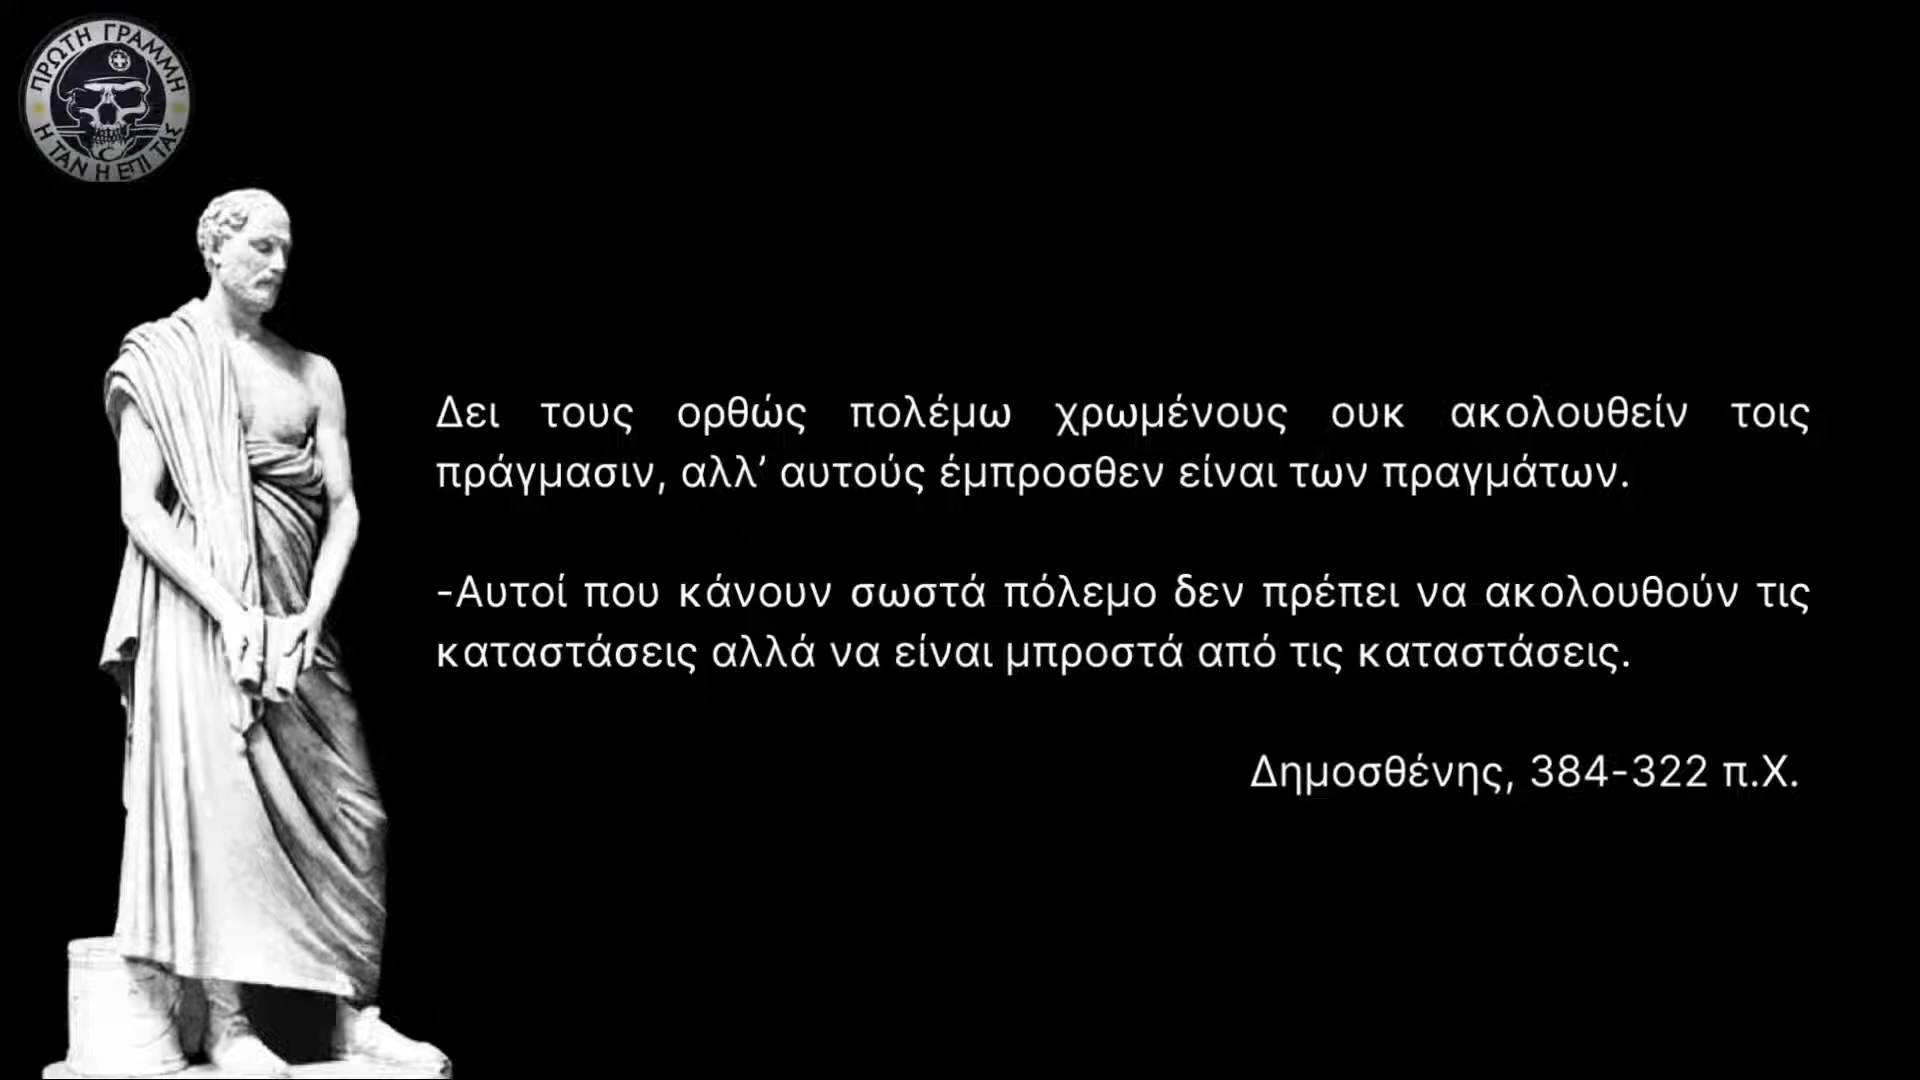 ΠΡΩΤΗ ΓΡΑΜΜΗ
Η ΤΑΝ Η ΕΠΙ ΤΑΣ
Δει τους ορθώς πολέμω χρωμένους ουκ ακολουθείν τοις
πράγμασιν, αλλ’ αυτούς έμπροσθεν είναι των πραγμάτων.
-Αυτοί που κάνουν σωστά πόλεμο δεν πρέπει να ακολουθούν τις
καταστάσεις αλλά να είναι μπροστά από τις καταστάσεις.
Δημοσθένης, 384-322 π.Χ.